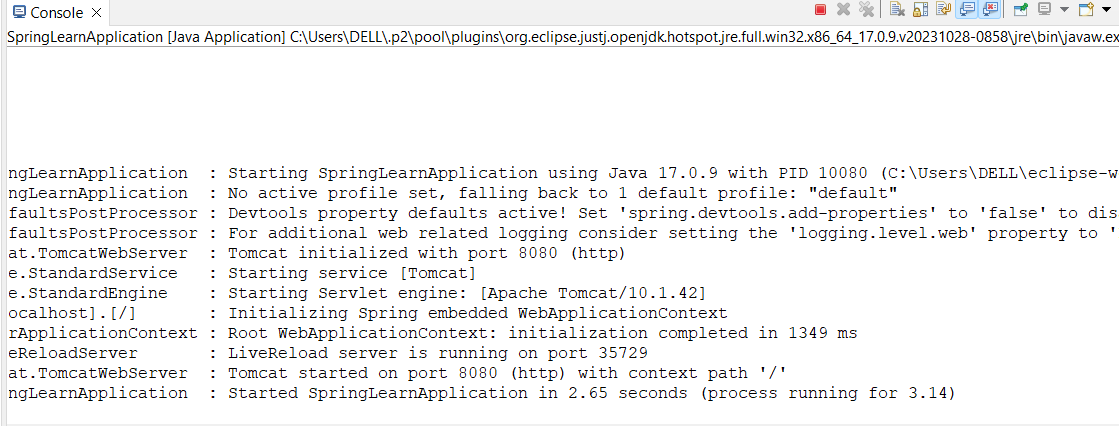 Console
SpringLearnApplication [Java Application] C:\Users\DELL\.p2\pool\plugins\org.eclipse.justj.openjdk.hotspot.jre.full.win32.x86_64_17.0.9.v20231028-0858\jre\bin\javaw.ex
ngLearnApplication : Starting SpringLearnApplication using Java 17.0.9 with PID 10080 (C:\Users\DELL\eclipse-w
ngLearnApplication : No active profile set, falling back to 1 default profile: "default"
faultsPostProcessor : Devtools property defaults active! Set 'spring.devtools.add-properties' to 'false' to dis
faultsPostProcessor : For additional web related logging consider setting the 'logging.level.web' property to '
at.TomcatWebServer : Tomcat initialized with port 8080 (http)
e.StandardService : Starting service [Tomcat]
e.StandardEngine : Starting Servlet engine: [Apache Tomcat/10.1.42]
ocalhost].[/] : Initializing Spring embedded WebApplicationContext
rApplicationContext : Root WebApplicationContext: initialization completed in 1349 ms
eReloadServer : LiveReload server is running on port 35729
at.TomcatWebServer : Tomcat started on port 8080 (http) with context path '/'
ngLearnApplication : Started SpringLearnApplication in 2.65 seconds (process running for 3.14)